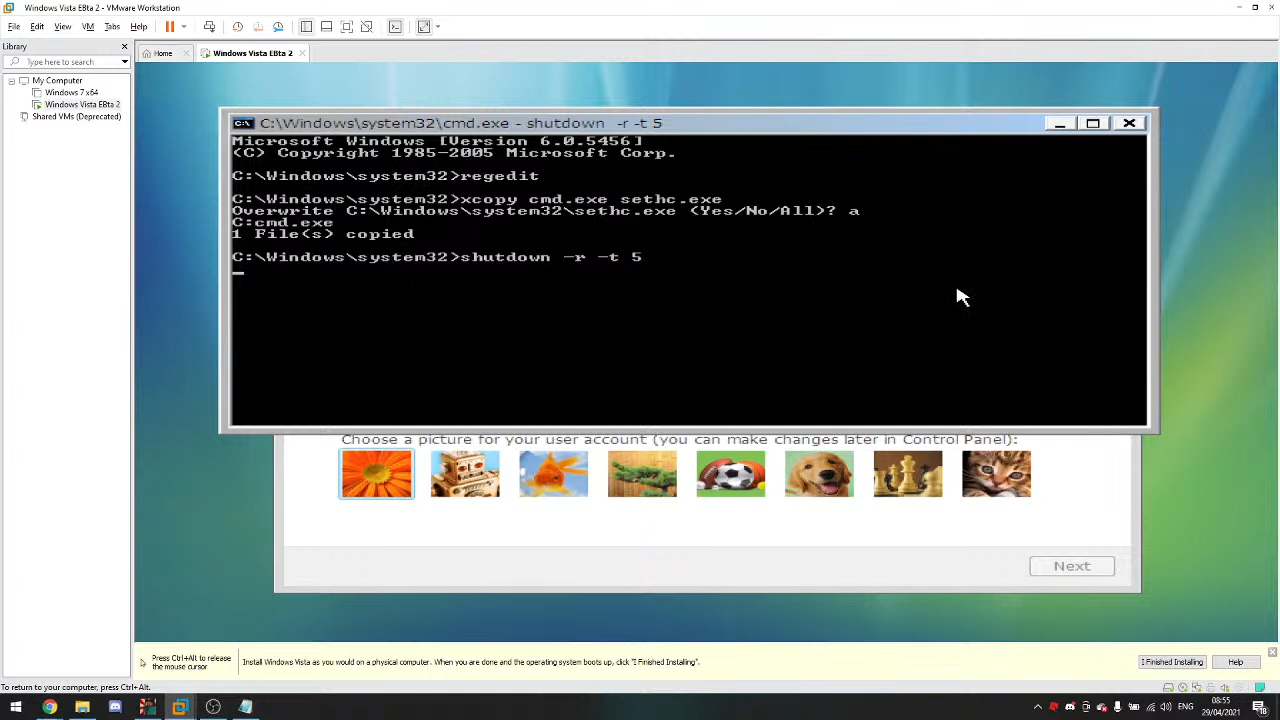 Windows Vista EBta 2 - VMware Workstation
File Edit View VM Tabs Help
Library
Type here to search
My Computer
Windows 7 x64
Windows Vista EBta 2
Shared VMs (Deprecated)
Home
Windows Vista EBta 2
C:\Windows\system32\cmd.exe - shutdown -r -t 5
Microsoft Windows [Version 6.0.5456]
(C) Copyright 1985-2005 Microsoft Corp.
C:\Windows\system32>regedit
C:\Windows\system32>xcopy cmd.exe sethc.exe
Overwrite C:\Windows\system32\sethc.exe (Yes/No/All)? a
C:cmd.exe
1 File(s) copied
C:\Windows\system32>shutdown -r -t 5
Choose a picture for your user account (you can make changes later in Control Panel):
Next
Press Ctrl+Alt to release
the mouse cursor
Install Windows Vista as you would on a physical computer. When you are done and the operating system boots up, click "I Finished Installing".
I Finished Installing
Help
To return to your computer, press Ctrl+Alt.
ENG
08:55
29/04/2021
18